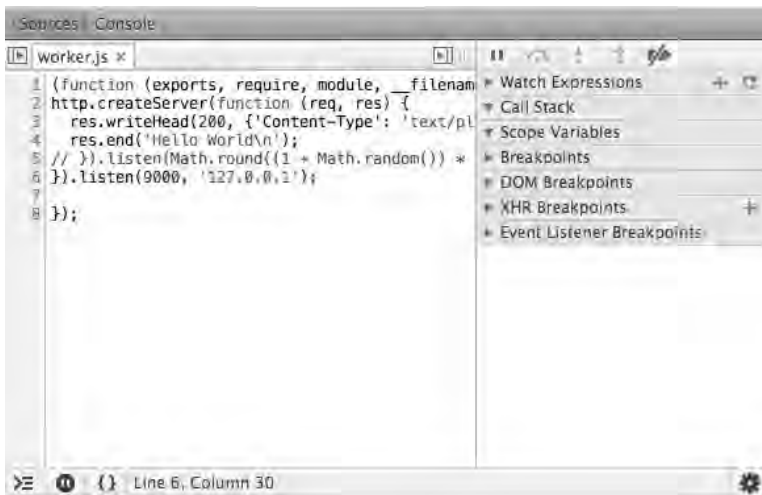 Sources Console
worker.js ×
1 (function (exports, require, module, __filenam
2 http.createServer(function (req, res) {
3 res.writeHead(200, {'Content-Type': 'text/pl
4 res.end('Hello World\n');
5 // }).listen(Math.round((1 + Math.random()) *
6 }).listen(9000, '127.0.0.1');
7
8 });
Watch Expressions
Call Stack
Scope Variables
Breakpoints
DOM Breakpoints
XHR Breakpoints
Event Listener Breakpoints
{} Line 6, Column 30